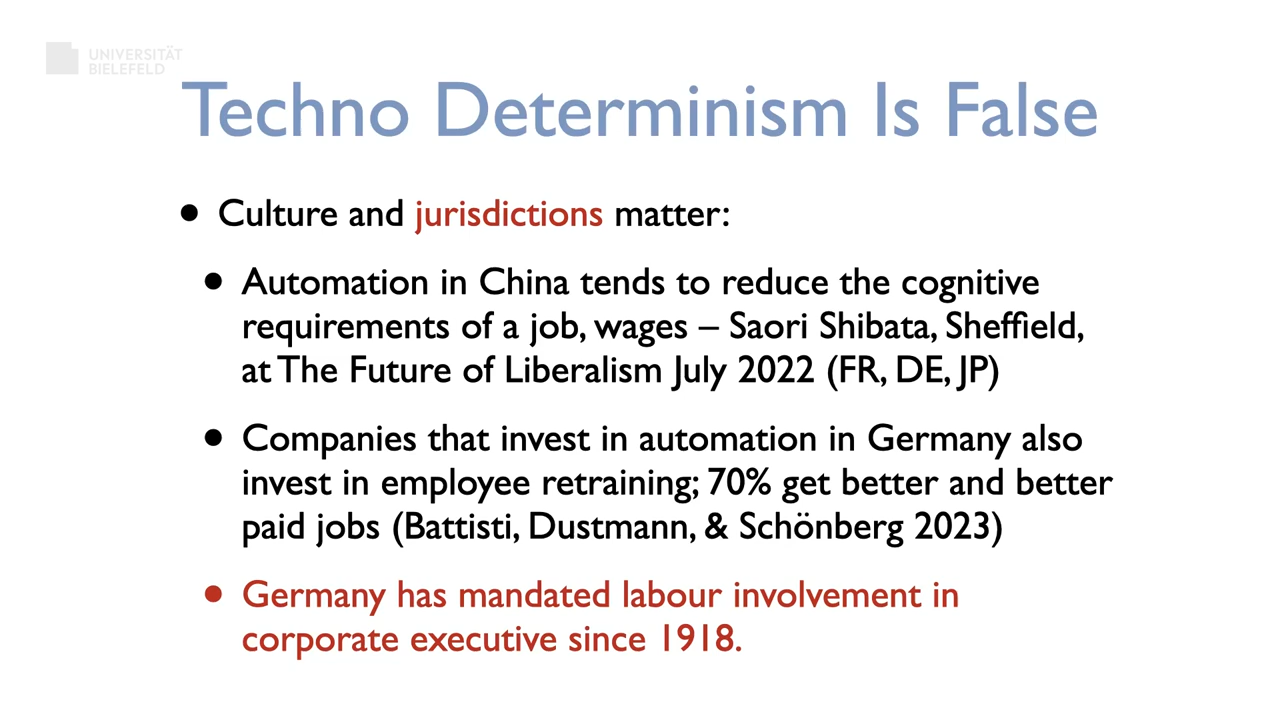 UNIVERSITÄT
BIELEFELD
Techno Determinism Is False
• Culture and jurisdictions matter:
• Automation in China tends to reduce the cognitive
requirements of a job, wages – Saori Shibata, Sheffield,
at The Future of Liberalism July 2022 (FR, DE, JP)
• Companies that invest in automation in Germany also
invest in employee retraining; 70% get better and better
paid jobs (Battisti, Dustmann, & Schönberg 2023)
• Germany has mandated labour involvement in
corporate executive since 1918.